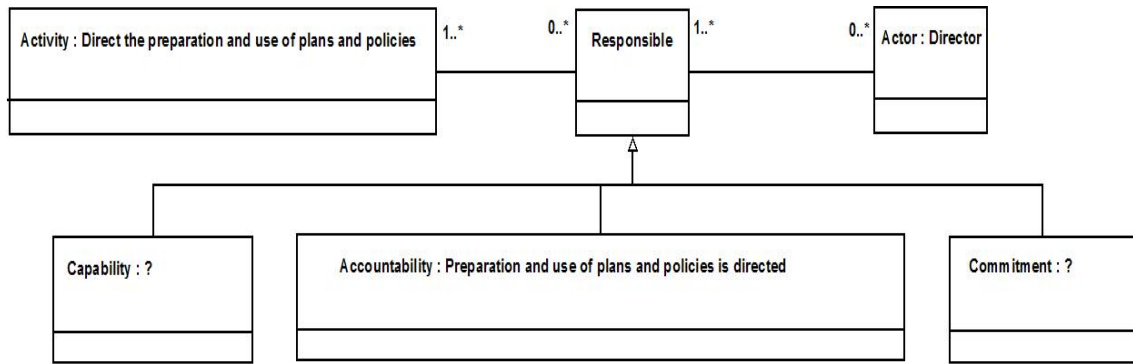 Activity : Direct the preparation and use of plans and policies
1..*
0..*
Responsible
1..*
0..*
Actor : Director
Capability : ?
Accountability : Preparation and use of plans and policies is directed
Commitment : ?